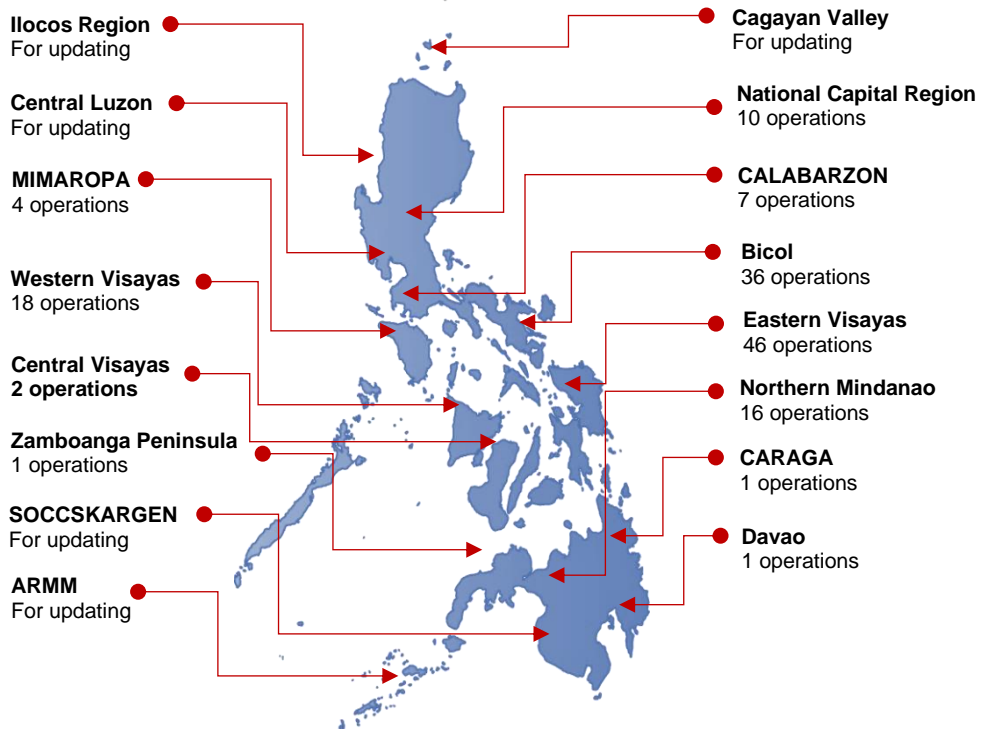 Ilocos Region
For updating
Central Luzon
For updating
MIMAROPA
4 operations
Western Visayas
18 operations
Central Visayas
2 operations
Zamboanga Peninsula
1 operations
SOCCSKARGEN
For updating
ARMM
For updating
Cagayan Valley
For updating
National Capital Region
10 operations
CALABARZON
7 operations
Bicol
36 operations
Eastern Visayas
46 operations
Northern Mindanao
16 operations
CARAGA
1 operations
Davao
1 operations